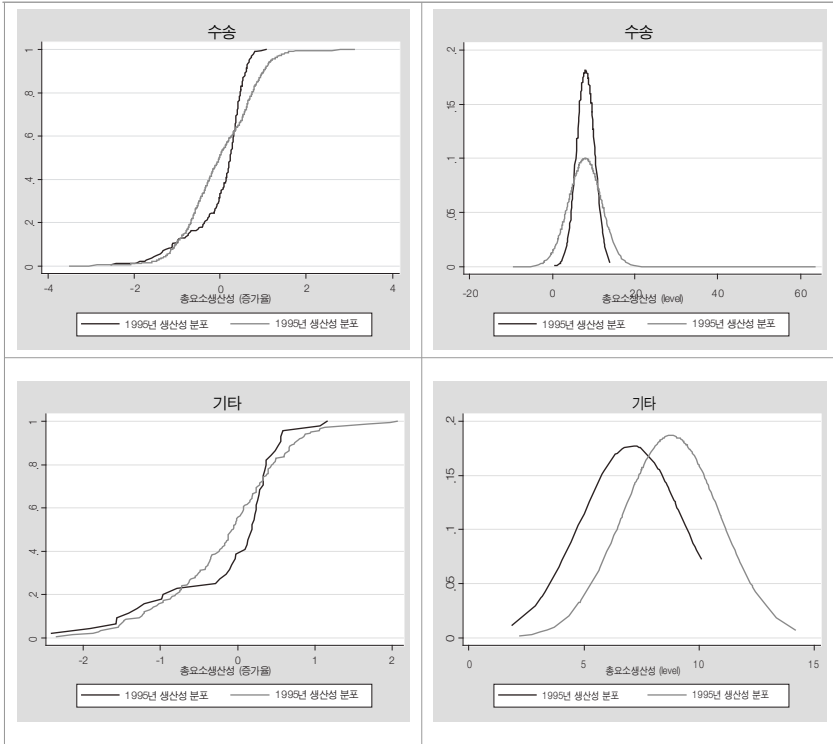 수송
0 .2 .4 .6 .8 1
-4 -2 0 2 4
총요소생산성 (증가율)
1995년 생산성 분포 1995년 생산성 분포
수송
0 .05 .1 .15 .2
-20 0 20 40 60
총요소생산성 (level)
1995년 생산성 분포 1995년 생산성 분포
기타
0 .2 .4 .6 .8 1
-2 -1 0 1 2
총요소생산성 (증가율)
1995년 생산성 분포 1995년 생산성 분포
기타
0 .05 .1 .15 .2
0 5 10 15
총요소생산성 (level)
1995년 생산성 분포 1995년 생산성 분포